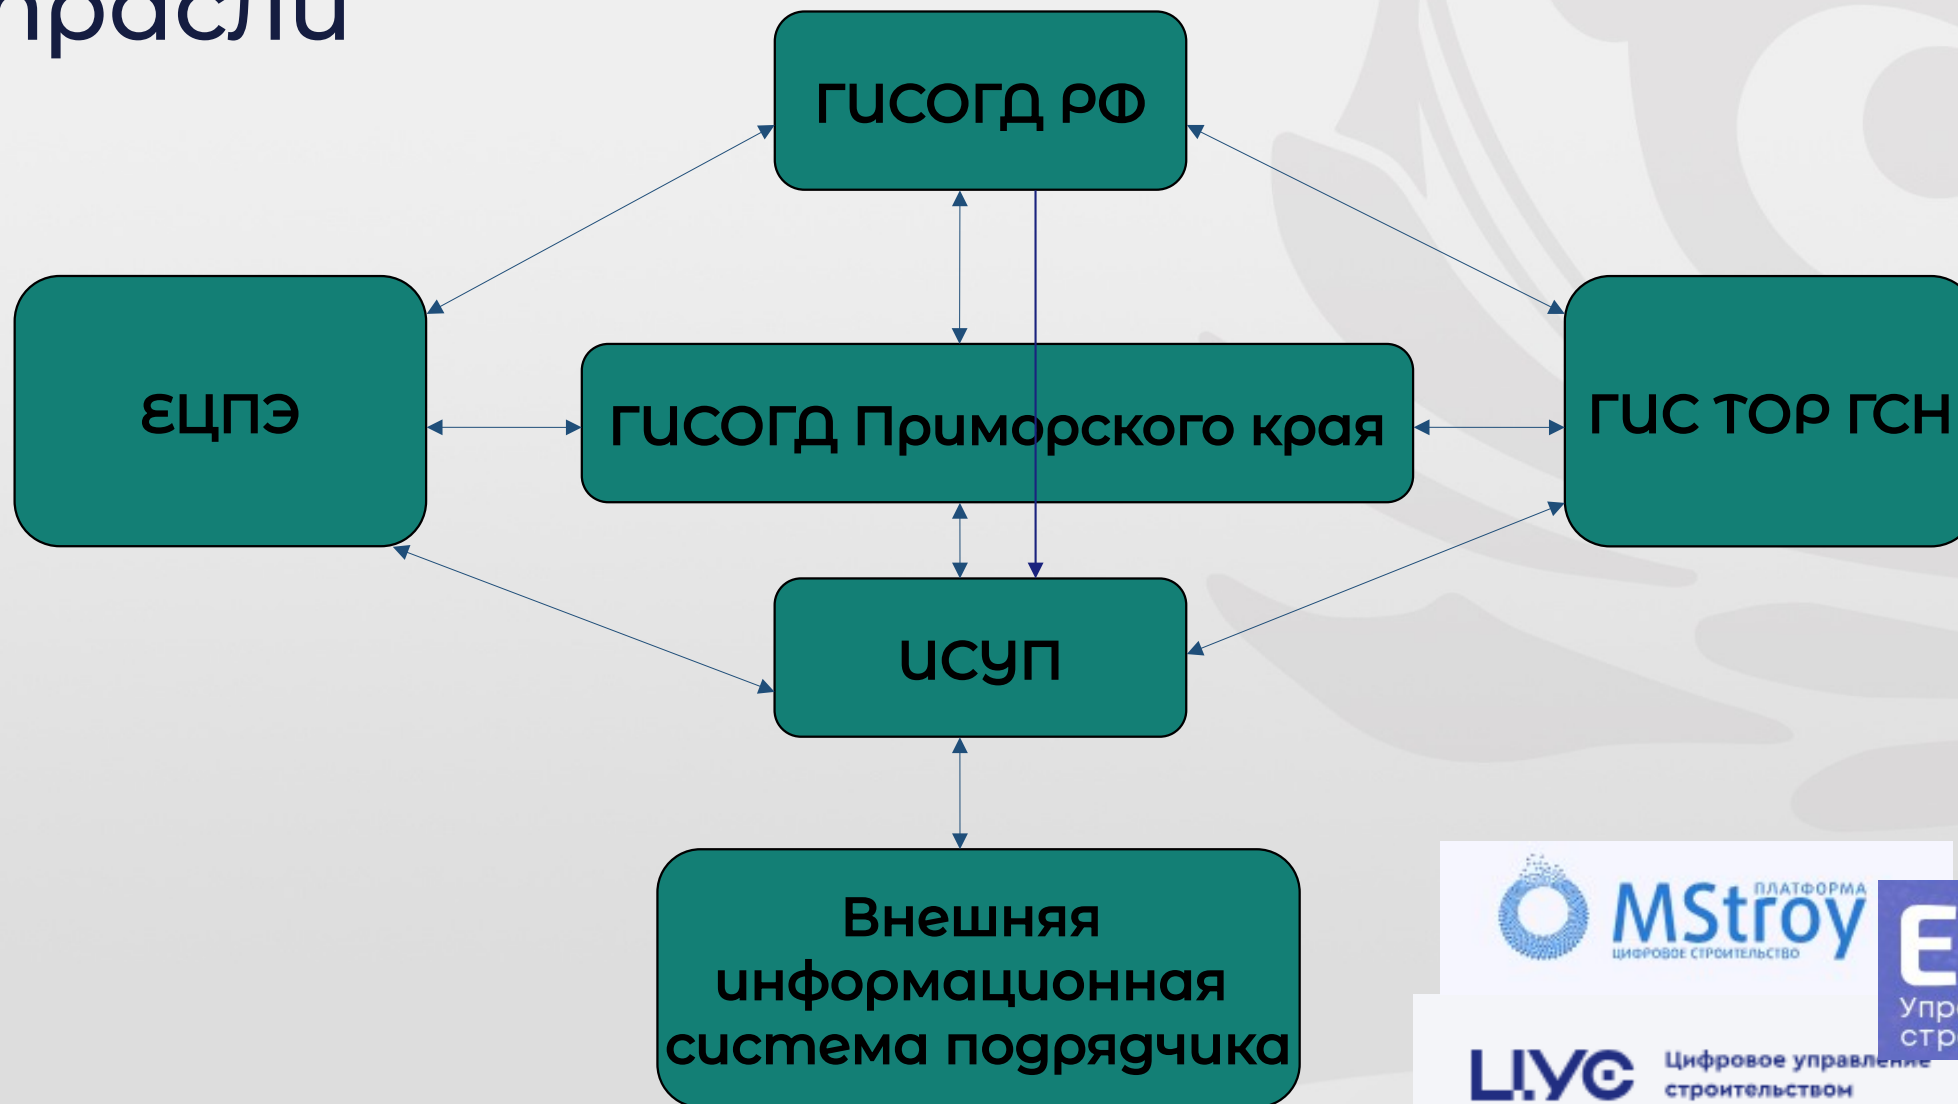 ГИСОГД РФ
ЕЦПЭ
ГИСОГД Приморского края
ГИС ТОР ГСН
ИСУП
Внешняя
информационная
система подрядчика
ПЛАТФОРМА
MStroy
ЦИФРОВОЕ СТРОИТЕЛЬСТВО
ЦУС
Цифровое управление
строительством